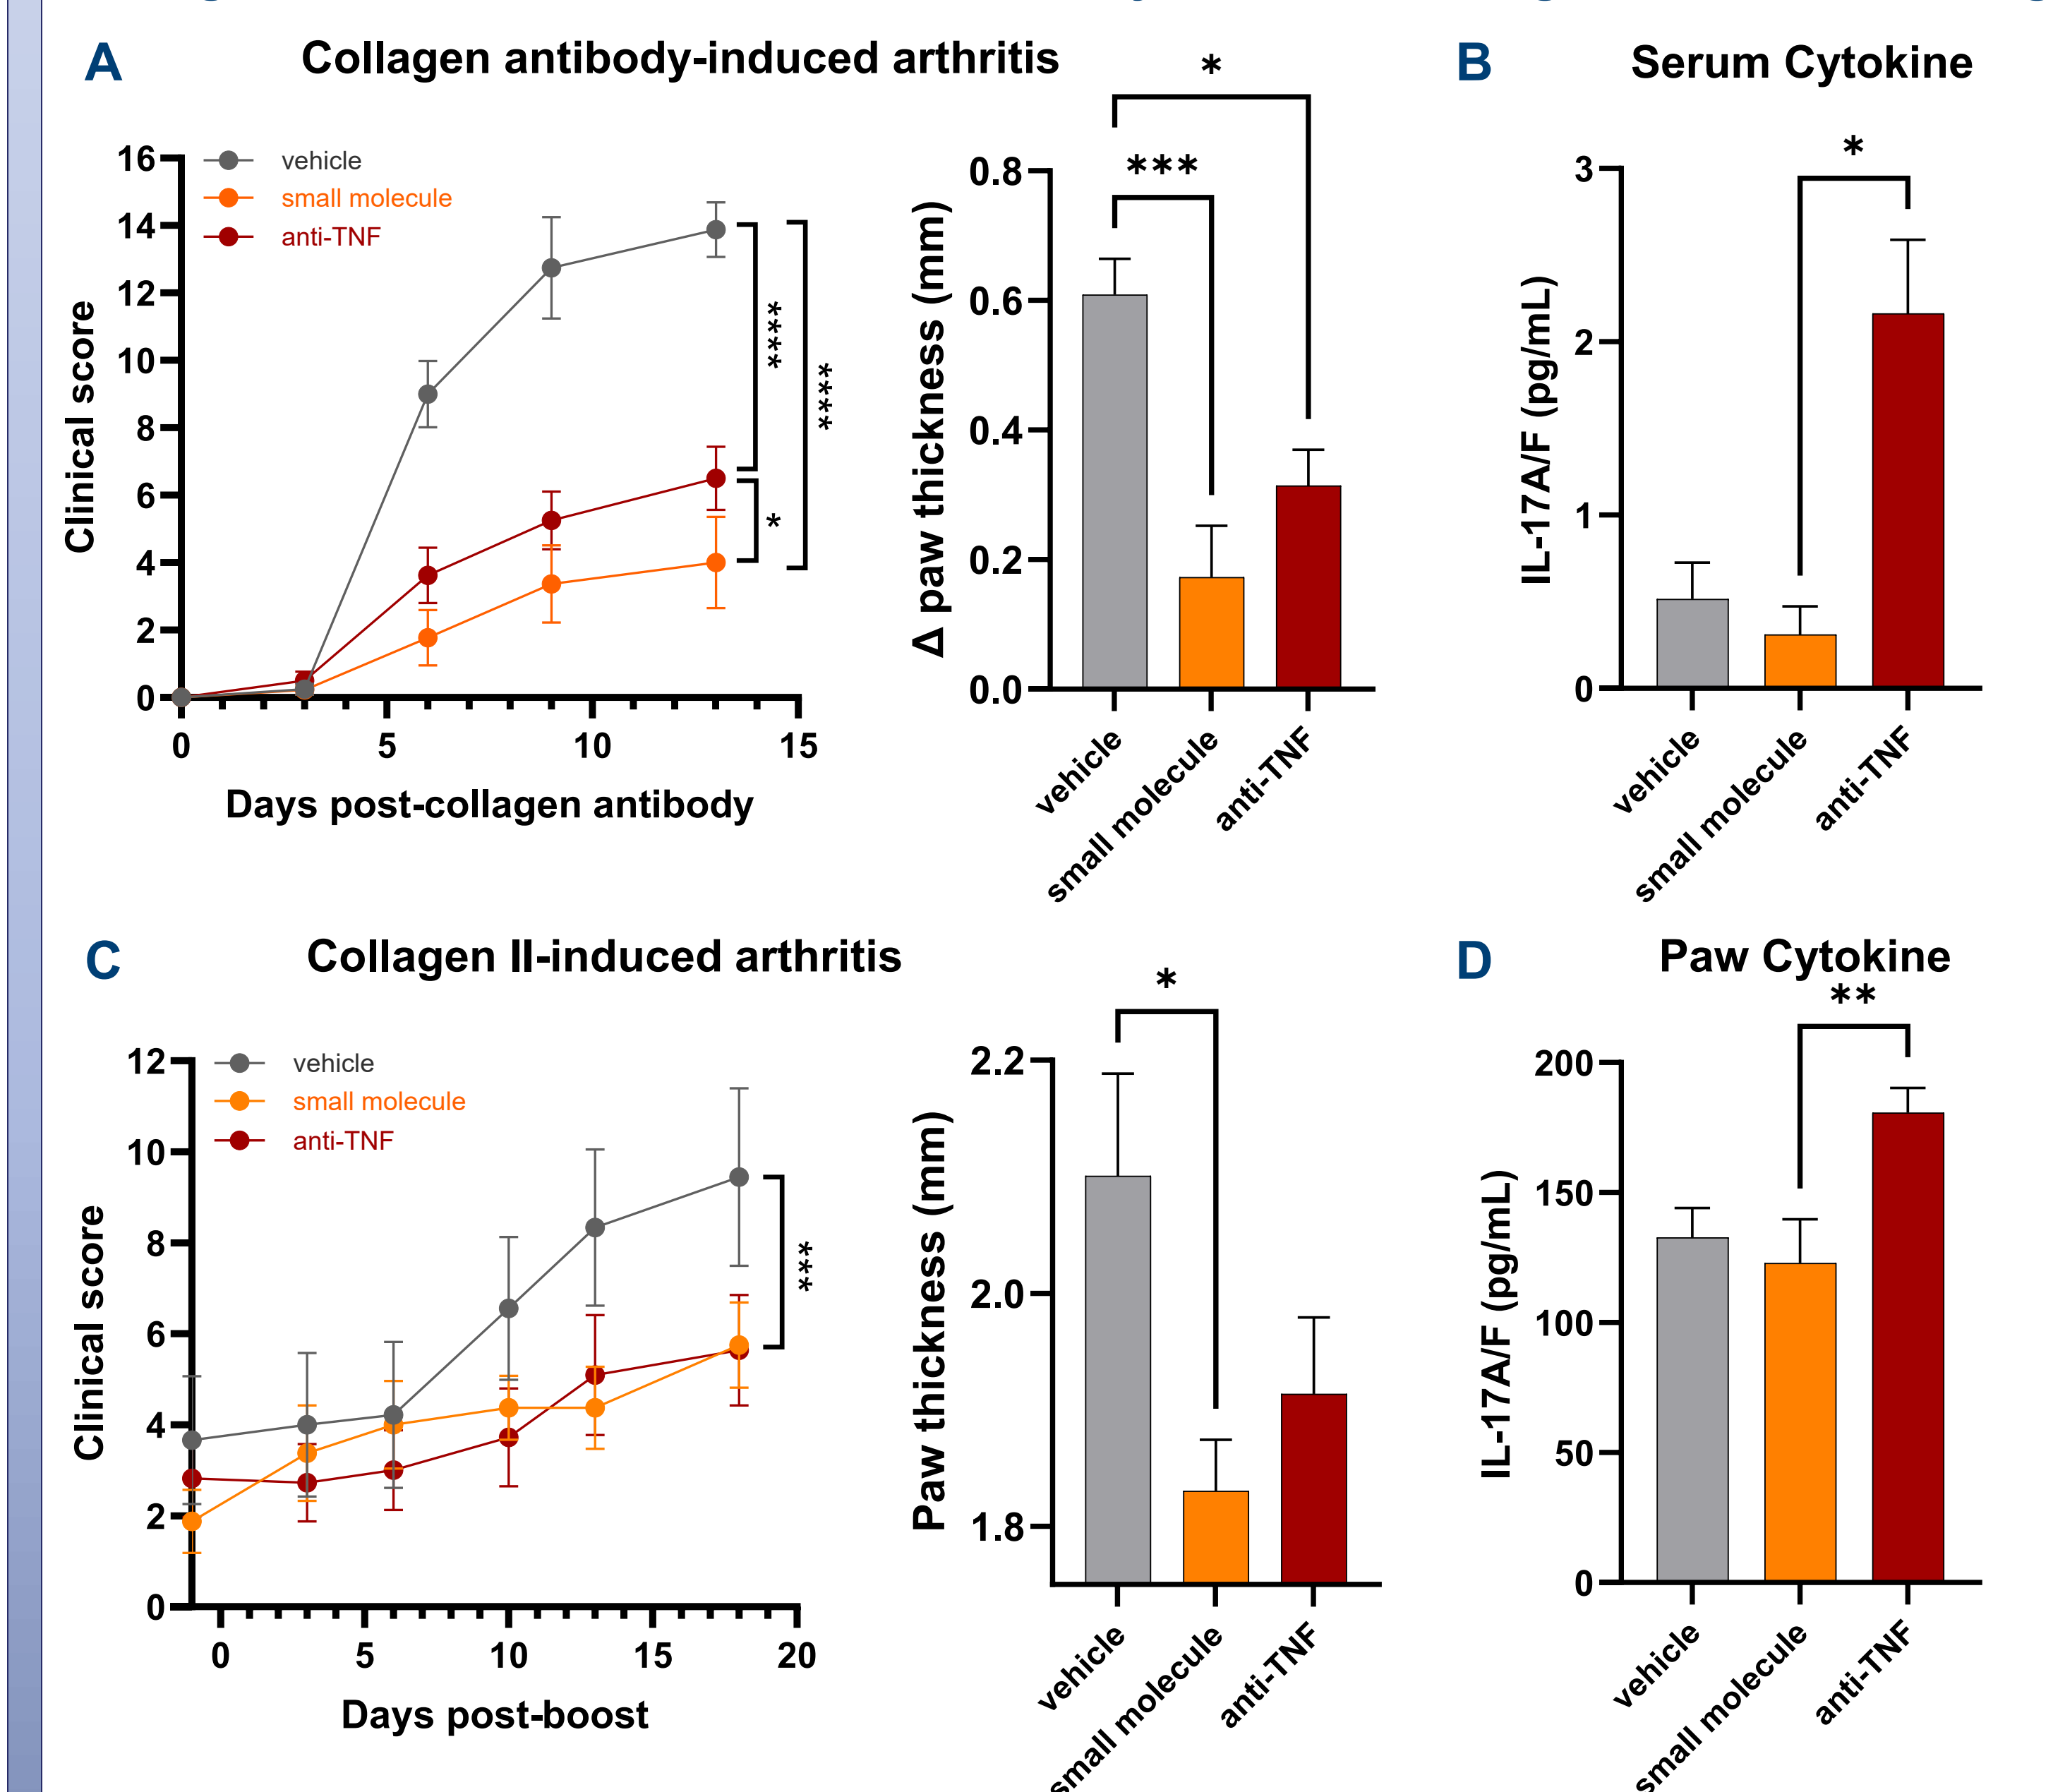 A
Collagen antibody-induced arthritis
16
14
12
10
8
6
4
2
0
Clinical score
vehicle
small molecule
anti-TNF
****
****
*
0
5
10
15
Days post-collagen antibody
*
***
0.8
0.6
0.4
0.2
0.0
Δ paw thickness (mm)
vehicle
small molecule
anti-TNF
B
Serum Cytokine
*
3
2
1
0
IL-17A/F (pg/mL)
vehicle
small molecule
anti-TNF
C
Collagen II-induced arthritis
12
10
8
6
4
2
0
Clinical score
vehicle
small molecule
anti-TNF
***
0
5
10
15
20
Days post-boost
*
2.2
2.0
1.8
Paw thickness (mm)
vehicle
small molecule
anti-TNF
D
Paw Cytokine
**
200
150
100
50
0
IL-17A/F (pg/mL)
vehicle
small molecule
anti-TNF